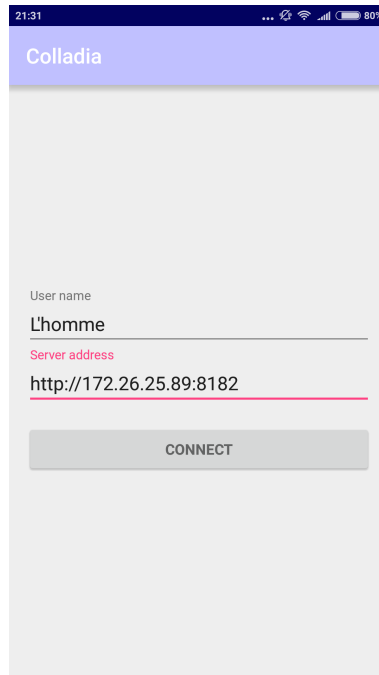 21:31 ... 80%
Colladia
User name
L'homme
Server address
http://172.26.25.89:8182
CONNECT